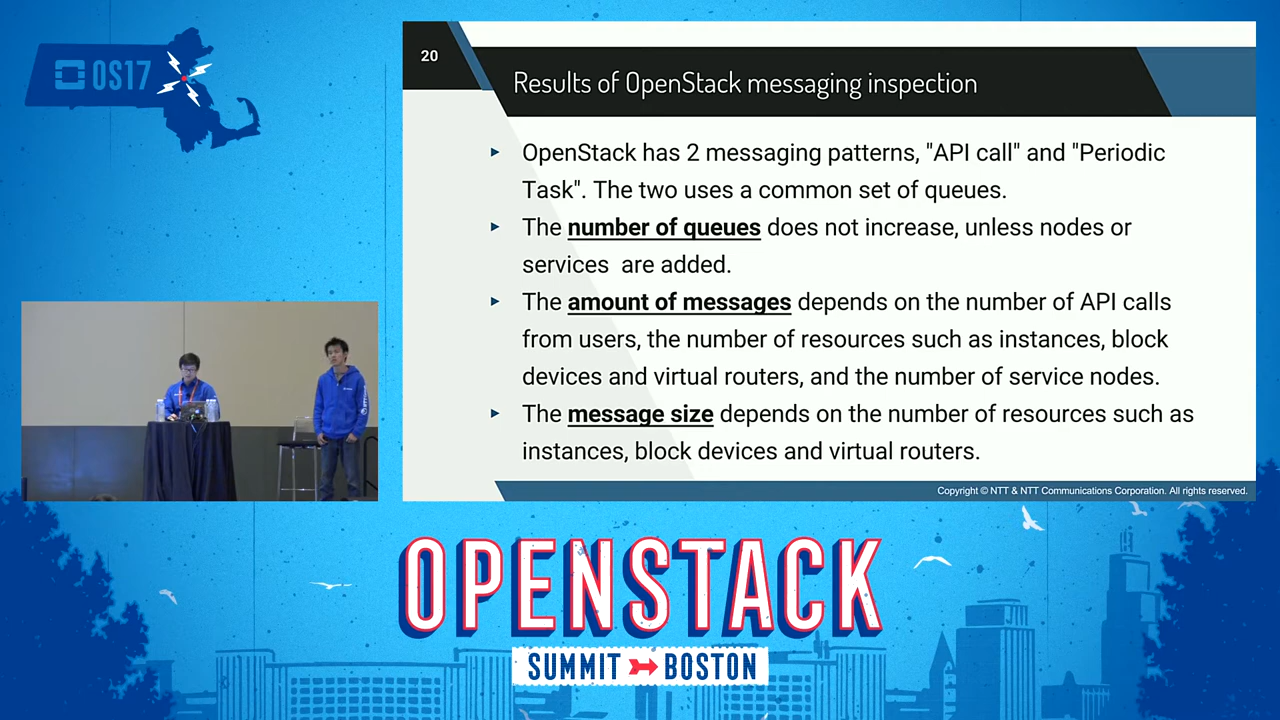 OS17
20
Results of OpenStack messaging inspection
OpenStack has 2 messaging patterns, "API call" and "Periodic
Task". The two uses a common set of queues.
The number of queues does not increase, unless nodes or
services are added.
The amount of messages depends on the number of API calls
from users, the number of resources such as instances, block
devices and virtual routers, and the number of service nodes.
The message size depends on the number of resources such as
instances, block devices and virtual routers.
Copyright © NTT & NTT Communications Corporation. All rights reserved.
OPENSTACK
SUMMIT BOSTON